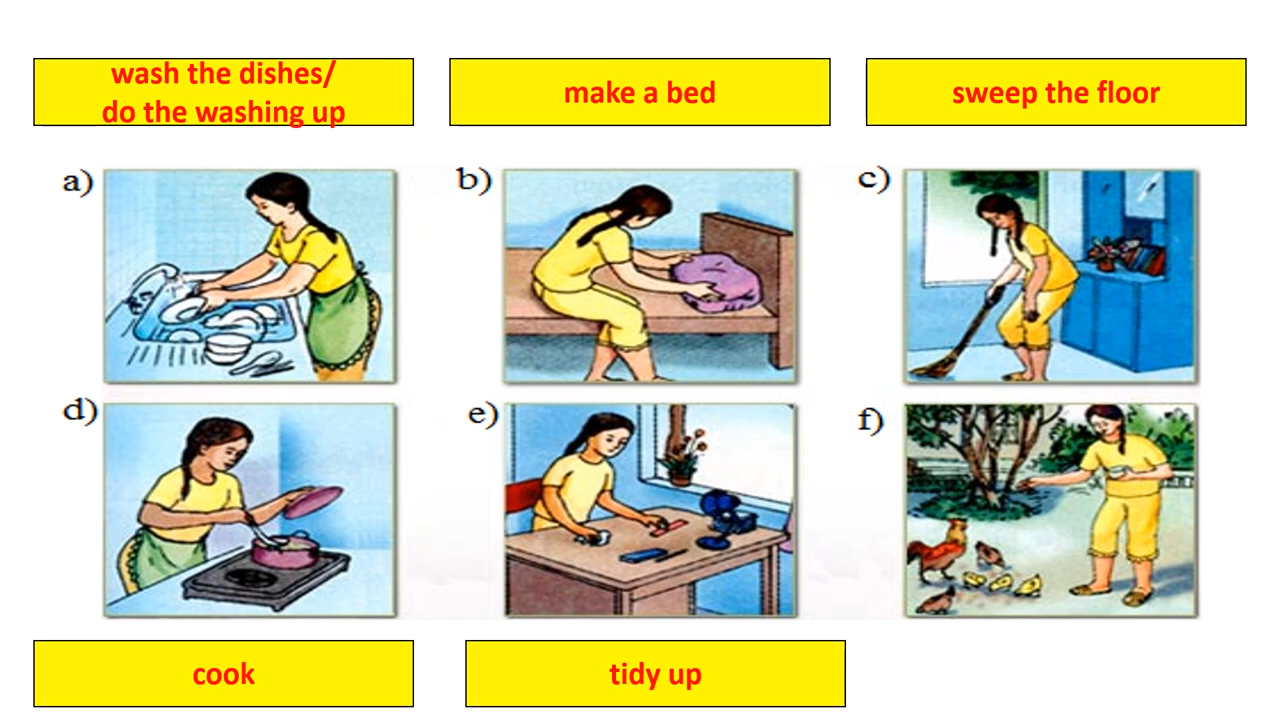 wash the dishes/
do the washing up
make a bed
sweep the floor
a)
b)
c)
d)
e)
f)
cook
tidy up